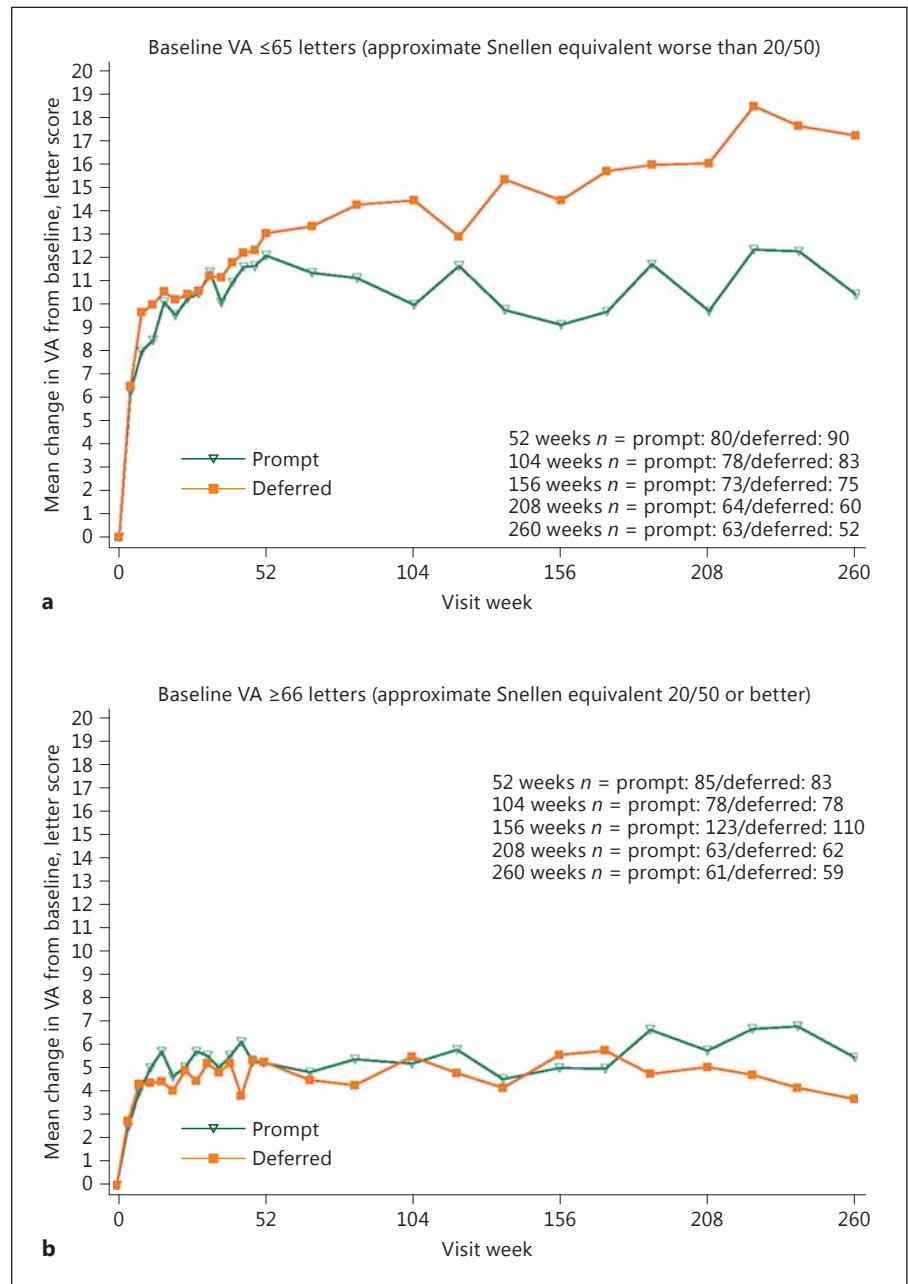 Baseline VA ≤65 letters (approximate Snellen equivalent worse than 20/50)
Mean change in VA from baseline, letter score
20
19
18
17
16
15
14
13
12
11
10
9
8
7
6
5
4
3
2
1
0
Prompt
Deferred
52 weeks n = prompt: 80/deferred: 90
104 weeks n = prompt: 78/deferred: 83
156 weeks n = prompt: 73/deferred: 75
208 weeks n = prompt: 64/deferred: 60
260 weeks n = prompt: 63/deferred: 52
0 52 104 156 208 260
a
Visit week
Baseline VA ≥66 letters (approximate Snellen equivalent 20/50 or better)
Mean change in VA from baseline, letter score
20
19
18
17
16
15
14
13
12
11
10
9
8
7
6
5
4
3
2
1
0
52 weeks n = prompt: 85/deferred: 83
104 weeks n = prompt: 78/deferred: 78
156 weeks n = prompt: 123/deferred: 110
208 weeks n = prompt: 63/deferred: 62
260 weeks n = prompt: 61/deferred: 59
Prompt
Deferred
0 52 104 156 208 260
b
Visit week